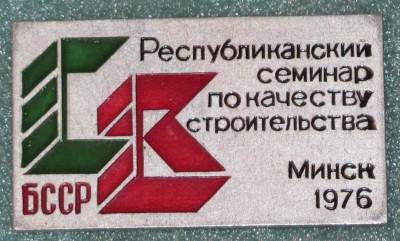 Республиканский
семинар
по качеству
строительства
БССР
Минск
1976